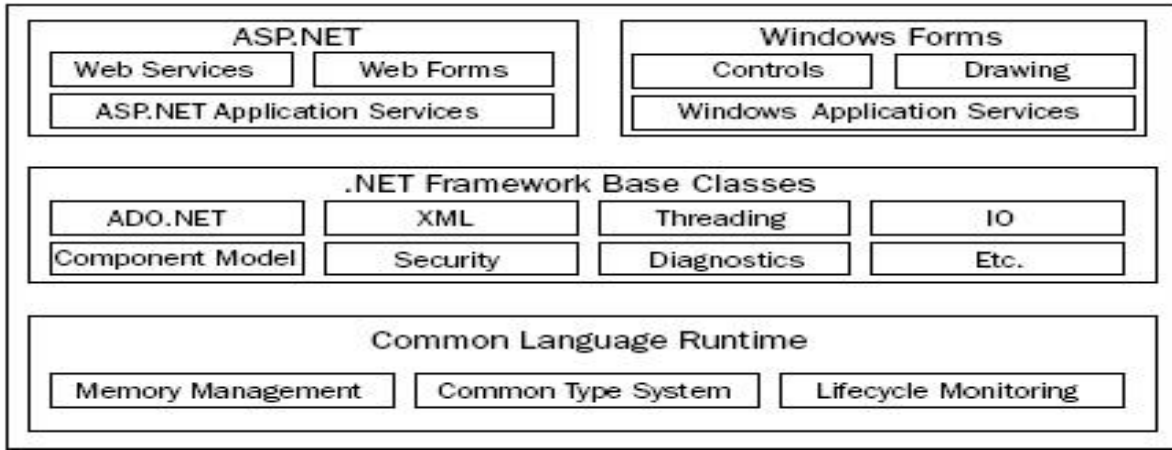 ASP.NET
Web Services
Web Forms
ASP.NET Application Services
Windows Forms
Controls
Drawing
Windows Application Services
.NET Framework Base Classes
ADO.NET
XML
Threading
IO
Component Model
Security
Diagnostics
Etc.
Common Language Runtime
Memory Management
Common Type System
Lifecycle Monitoring